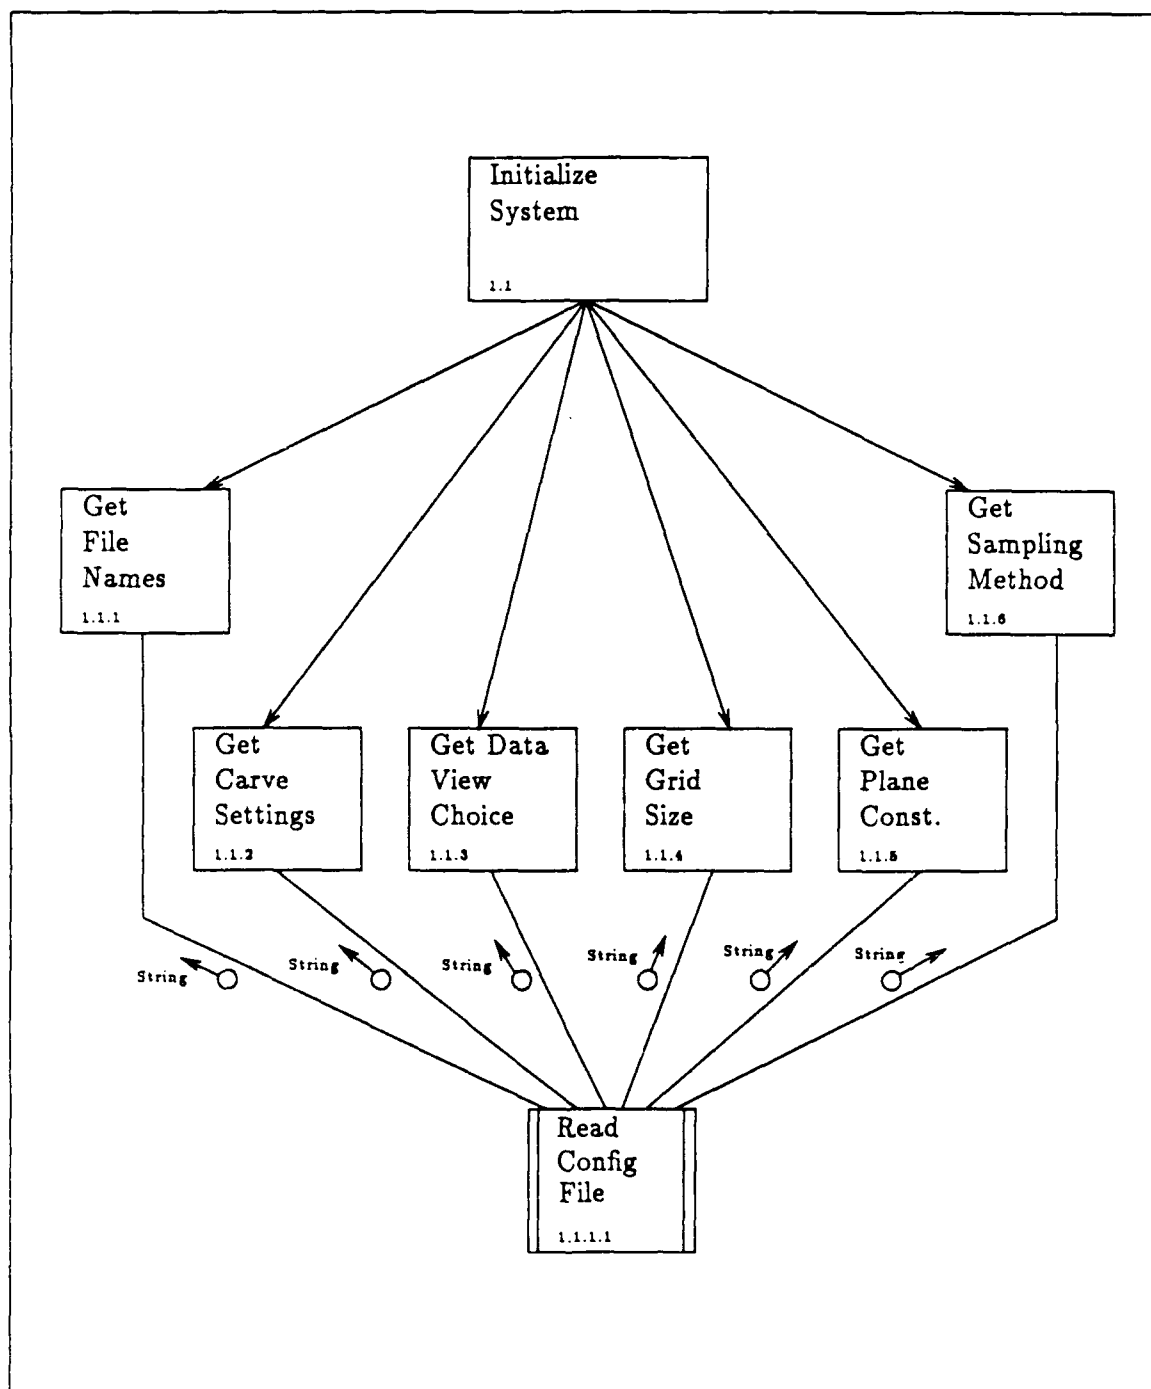 Initialize
System
1.1
Get
File
Names
1.1.1
Get
Sampling
Method
1.1.6
Get
Carve
Settings
1.1.2
Get Data
View
Choice
1.1.3
Get
Grid
Size
1.1.4
Get
Plane
Const.
1.1.5
String
String
String
String
String
String
Read
Config
File
1.1.1.1